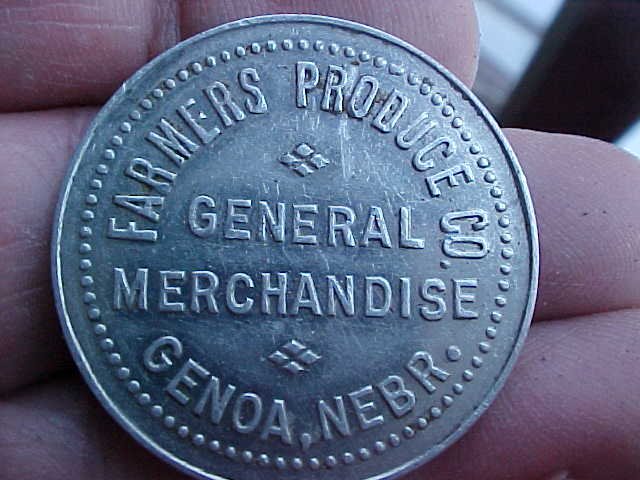 FARMERS PRODUCE CO.
GENERAL
MERCHANDISE
GENOA, NEBR.